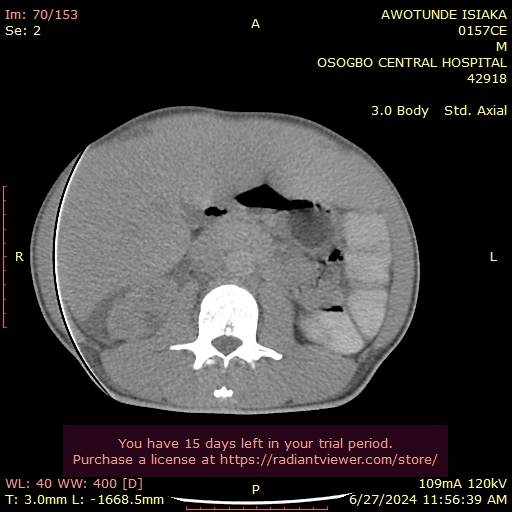 Im: 70/153
Se: 2
A
AWOTUNDE ISIAKA
0157CE
M
OSOGBO CENTRAL HOSPITAL
42918
3.0 Body Std. Axial
R
L
You have 15 days left in your trial period.
Purchase a license at https://radiantviewer.com/store/
WL: 40 WW: 400 [D]
T: 3.0mm L: -1668.5mm
P
109mA 120kV
6/27/2024 11:56:39 AM